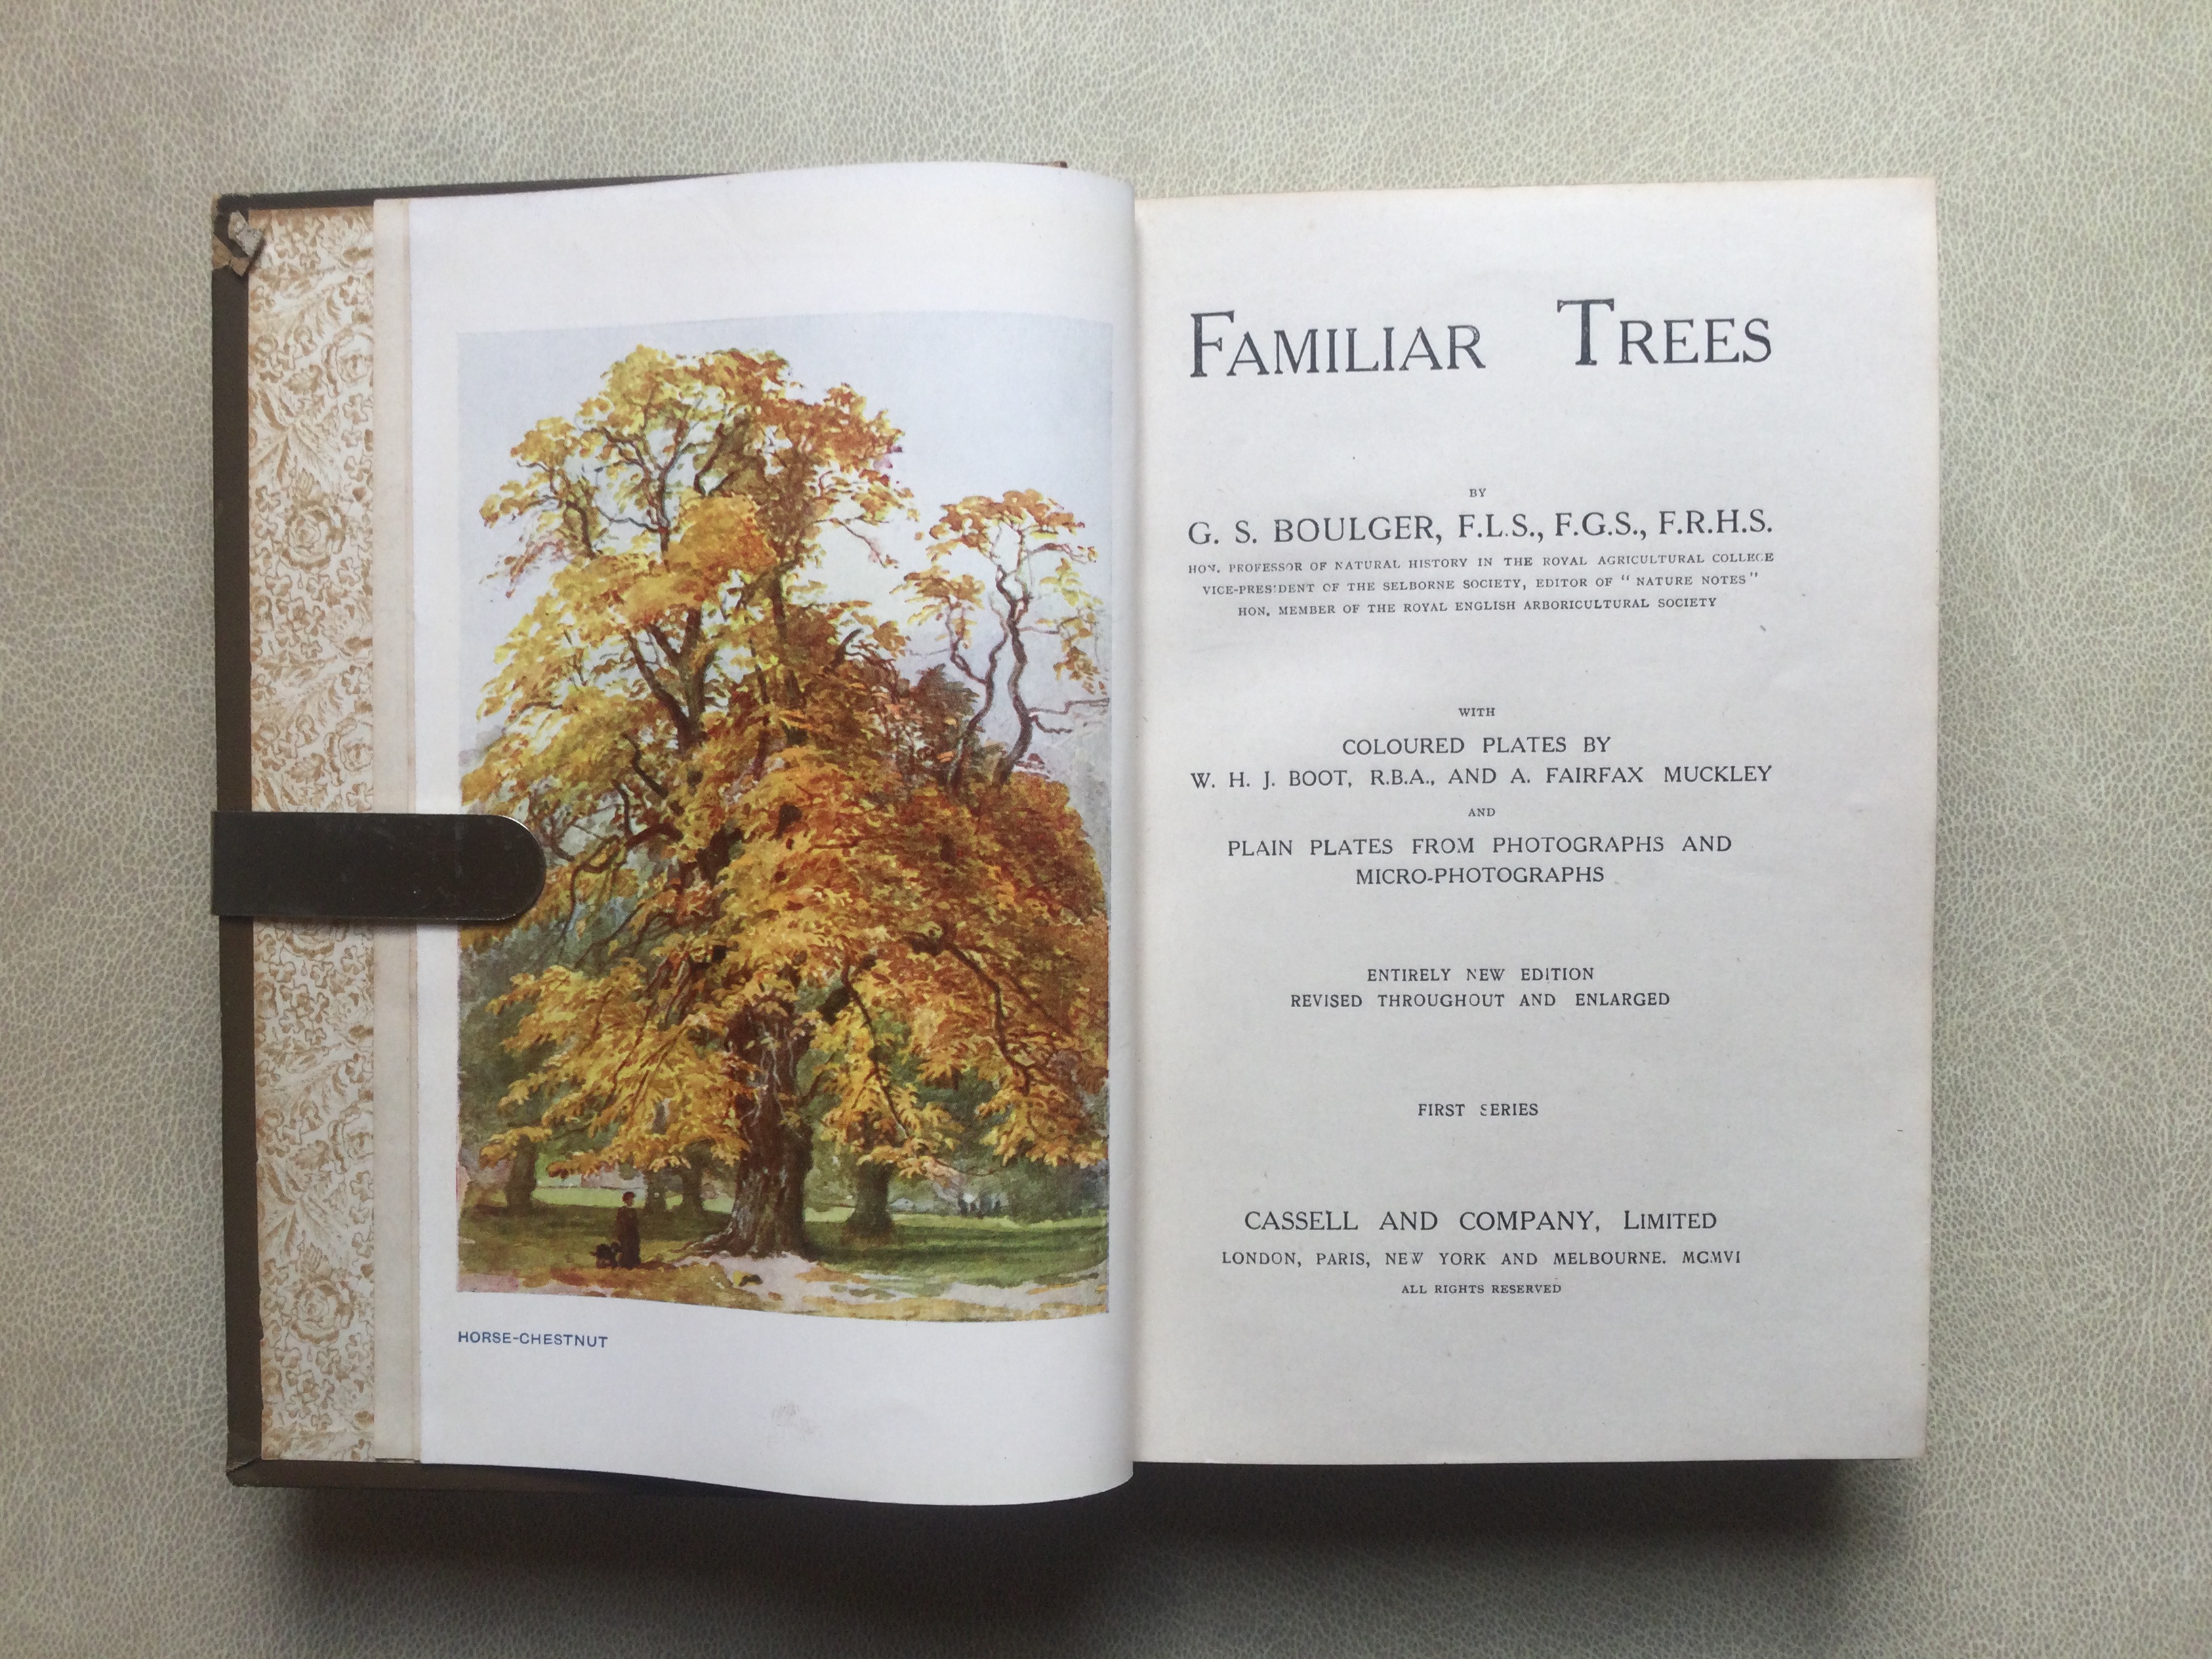 HORSE-CHESTNUT
FAMILIAR TREES
BY
G. S. BOULGER, F.L.S., F.G.S., F.R.H.S.
HON. PROFESSOR OF NATURAL HISTORY IN THE ROYAL AGRICULTURAL COLLEGE
VICE-PRESIDENT OF THE SELBORNE SOCIETY, EDITOR OF "NATURE NOTES"
HON. MEMBER OF THE ROYAL ENGLISH ARBORICULTURAL SOCIETY
WITH
COLOURED PLATES BY
W. H. J. BOOT, R.B.A., AND A. FAIRFAX MUCKLEY
AND
PLAIN PLATES FROM PHOTOGRAPHS AND
MICRO-PHOTOGRAPHS
ENTIRELY NEW EDITION
REVISED THROUGHOUT AND ENLARGED
FIRST SERIES
CASSELL AND COMPANY, LIMITED
LONDON, PARIS, NEW YORK AND MELBOURNE. MCMVI
ALL RIGHTS RESERVED